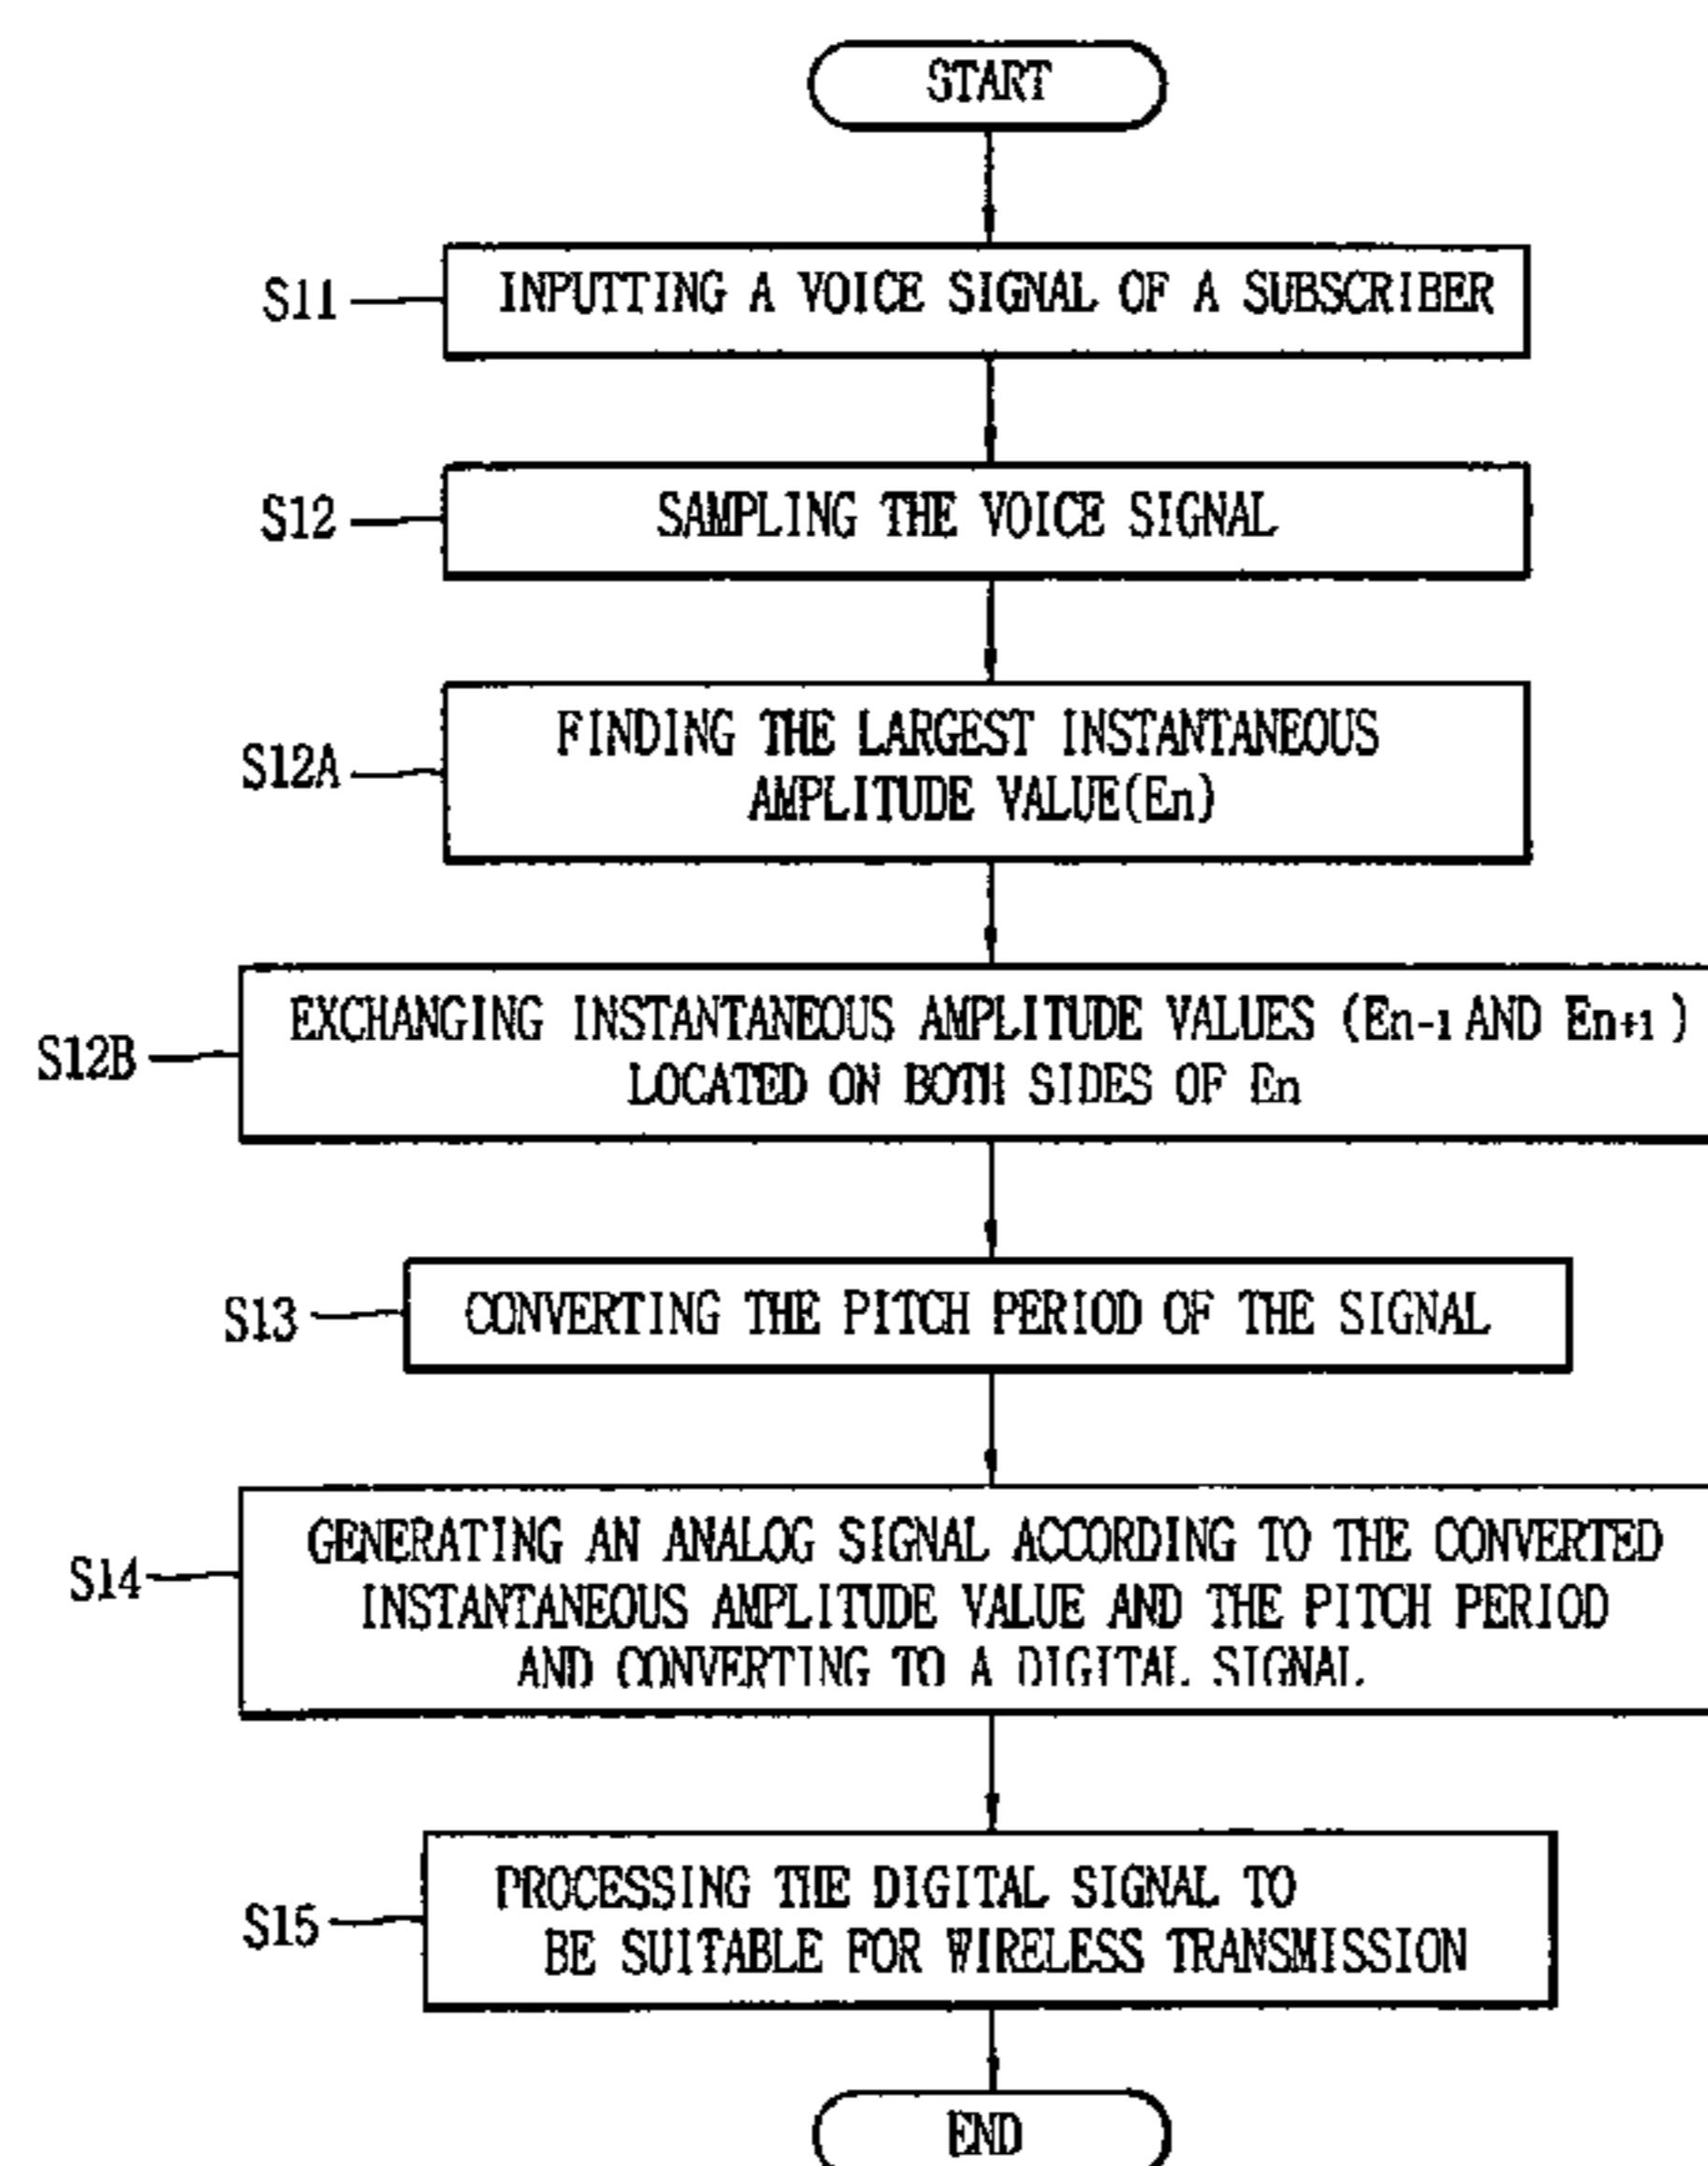 START
S11
INPUTTING A VOICE SIGNAL OF A SUBSCRIBER
S12
SAMPLING THE VOICE SIGNAL
S12A
FINDING THE LARGEST INSTANTANEOUS
AMPLITUDE VALUE(En)
S12B
EXCHANGING INSTANTANEOUS AMPLITUDE VALUES (En-1 AND En+1)
LOCATED ON BOTH SIDES OF En
S13
CONVERTING THE PITCH PERIOD OF THE SIGNAL
S14
GENERATING AN ANALOG SIGNAL ACCORDING TO THE CONVERTED
INSTANTANEOUS AMPLITUDE VALUE AND THE PITCH PERIOD
AND CONVERTING TO A DIGITAL SIGNAL
S15
PROCESSING THE DIGITAL SIGNAL TO
BE SUITABLE FOR WIRELESS TRANSMISSION
END